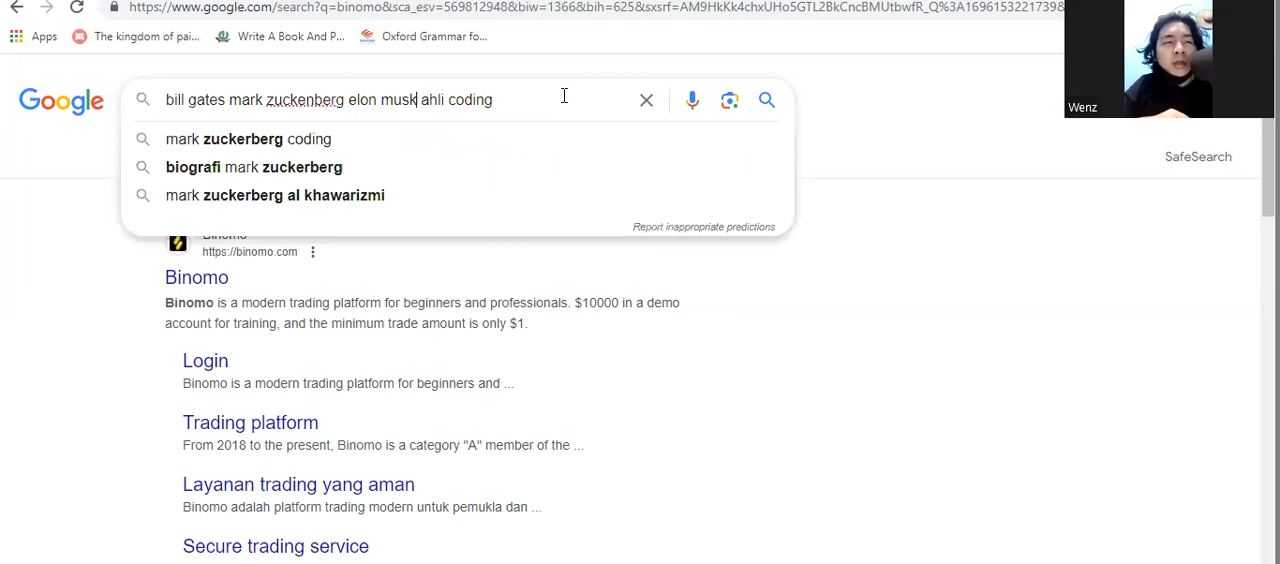 https://www.google.com/search?q=binomo&sca_esv=569812948&biw=1366&bih=625&sxsrf=AM9HkKk4chxUHo5GTL2BkCncBMUtbwfR_Q%3A1696153221739&
Apps The kingdom of pai... Write A Book And P... Oxford Grammar fo...
Wenz
Google
bill gates mark zuckenberg elon musk ahli coding
mark zuckerberg coding
biografi mark zuckerberg
mark zuckerberg al khawarizmi
Report inappropriate predictions
SafeSearch
Binomo
https://binomo.com
Binomo
Binomo is a modern trading platform for beginners and professionals. $10000 in a demo
account for training, and the minimum trade amount is only $1.
Login
Binomo is a modern trading platform for beginners and ...
Trading platform
From 2018 to the present, Binomo is a category "A" member of the ...
Layanan trading yang aman
Binomo adalah platform trading modern untuk pemukla dan ...
Secure trading service